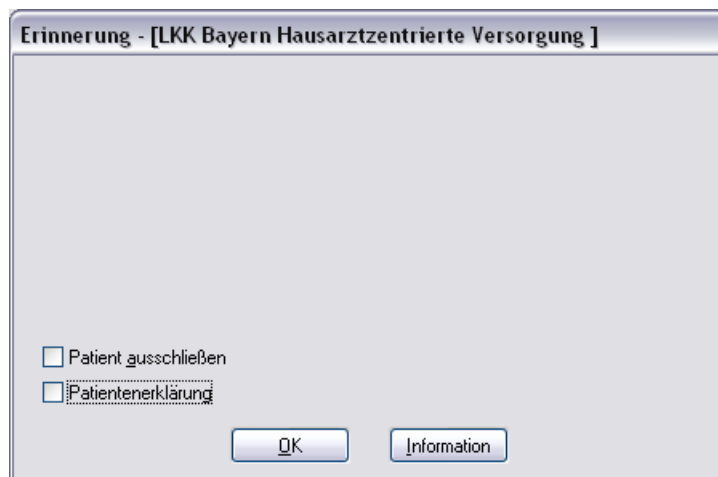 Erinnerung - [LKK Bayern Hausarztzentrierte Versorgung ]
Patient ausschließen
Patientenerklärung
OK
Information